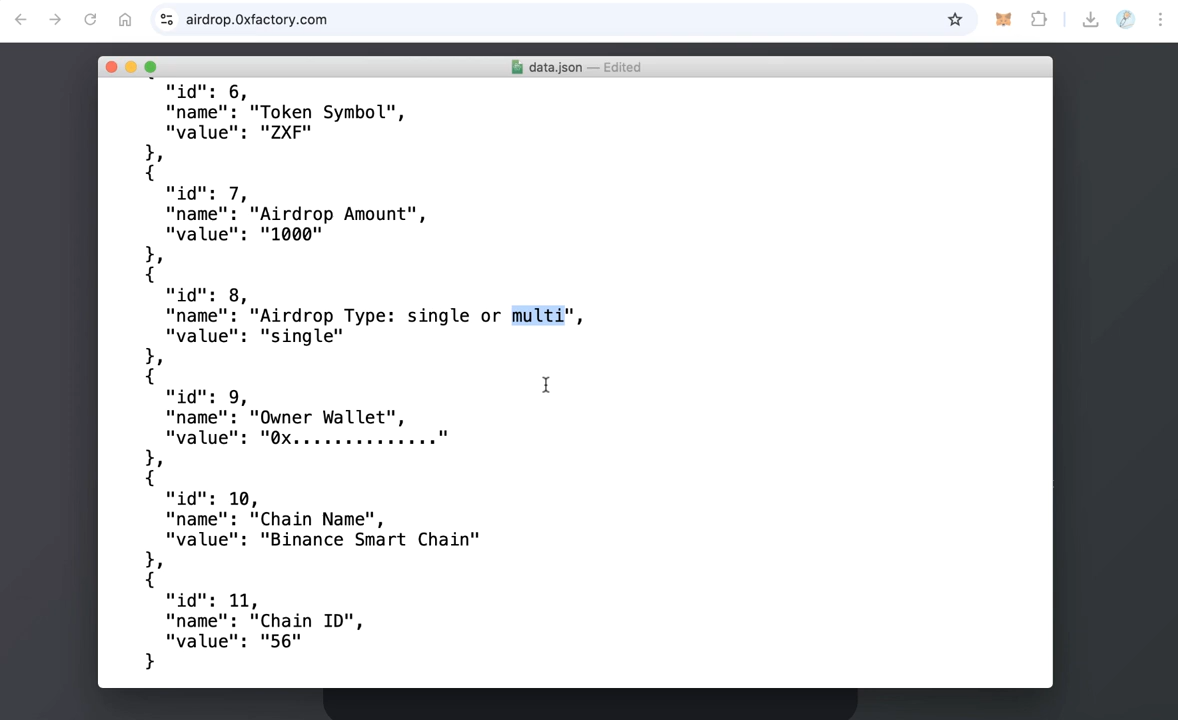 airdrop.0xfactory.com
data.json — Edited
"id": 6,
"name": "Token Symbol",
"value": "ZXF"
},
{
"id": 7,
"name": "Airdrop Amount",
"value": "1000"
},
{
"id": 8,
"name": "Airdrop Type: single or multi",
"value": "single"
},
{
"id": 9,
"name": "Owner Wallet",
"value": "0x.............."
},
{
"id": 10,
"name": "Chain Name",
"value": "Binance Smart Chain"
},
{
"id": 11,
"name": "Chain ID",
"value": "56"
}